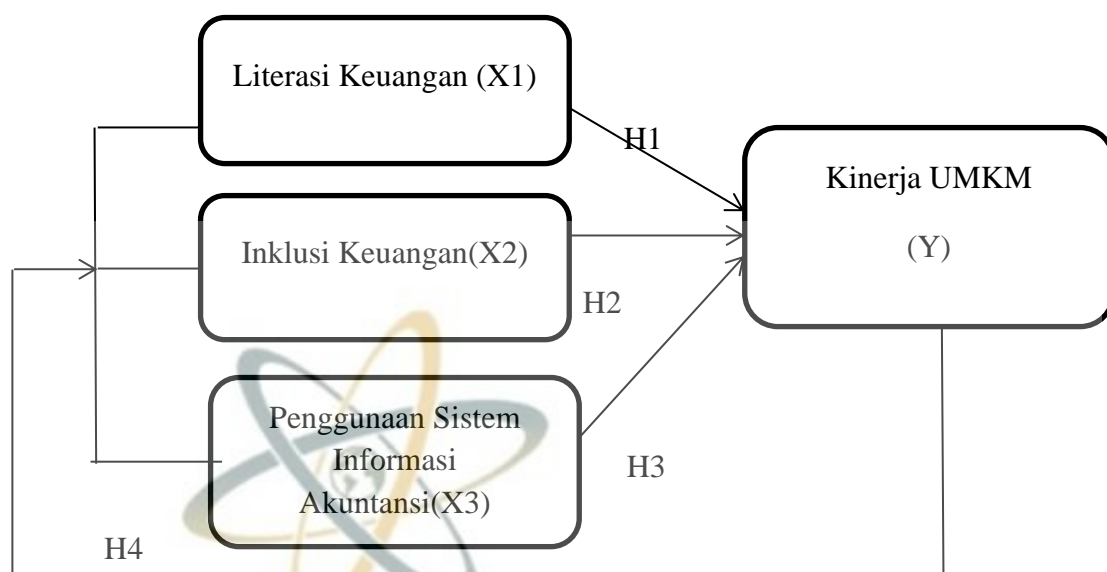 Literasi Keuangan (X1)
H1
Kinerja UMKM
(Y)
Inklusi Keuangan(X2)
H2
Penggunaan Sistem
Informasi
Akuntansi(X3)
H3
H4